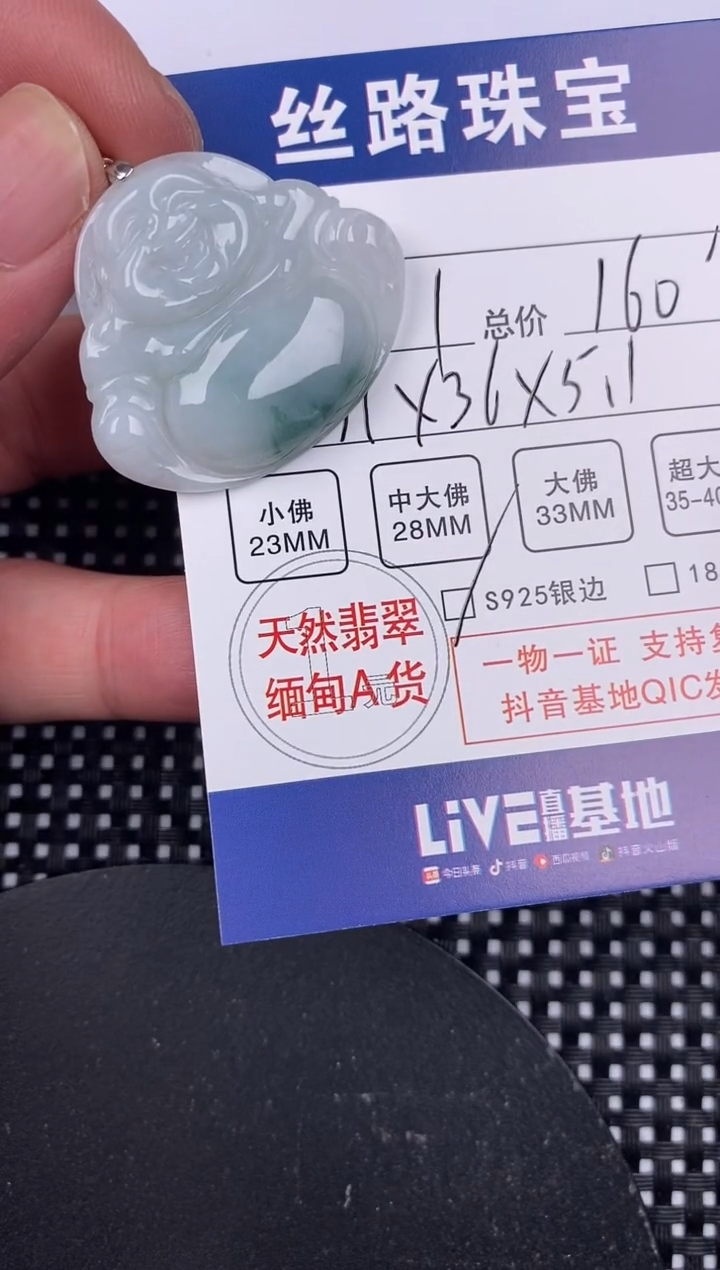 丝路珠宝
1 总价 160
X36X5.1
小佛 中大佛 大佛 超大
23MM 28MM 33MM 35-40
S925银边 18
天然翡翠
缅甸A货
一物一证 支持
抖音基地QIC发
LiVE直播基地
今日头条 抖音 西瓜视频 抖音火山版